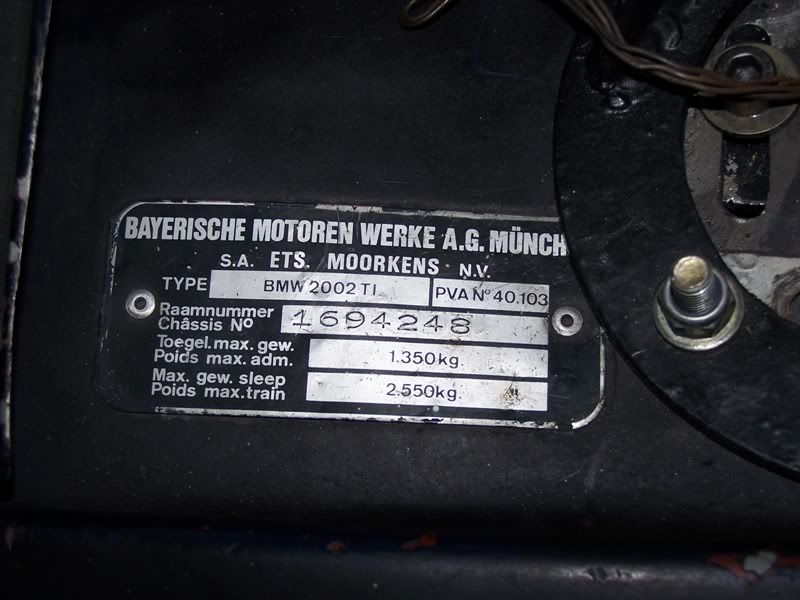 BAYERISCHE MOTOREN WERKE A.G. MÜNCH
S.A. ETS. MOORKENS N.V.
TYPE BMW 2002 TI PVA Nº 40.103
Raamnummer
Châssis Nº 1694248
Toegel. max. gew.
Poids max. adm. 1.350kg.
Max. gew. sleep
Poids max. train 2.550kg.